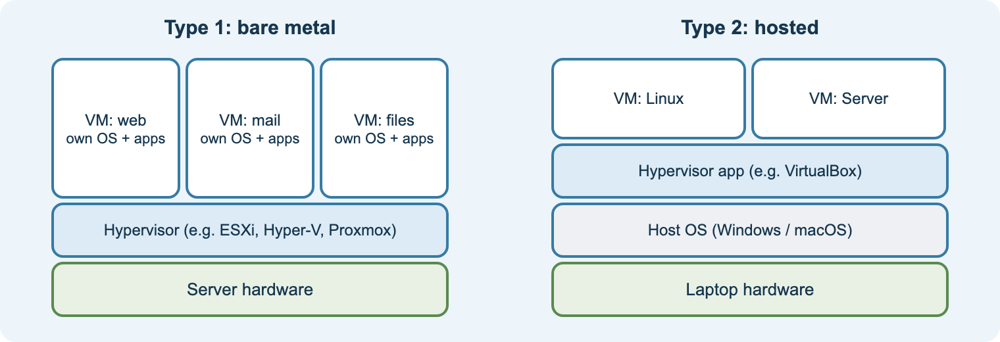 Type 1: bare metal
VM: web
own OS + apps
VM: mail
own OS + apps
VM: files
own OS + apps
Hypervisor (e.g. ESXi, Hyper-V, Proxmox)
Server hardware
Type 2: hosted
VM: Linux
VM: Server
Hypervisor app (e.g. VirtualBox)
Host OS (Windows / macOS)
Laptop hardware